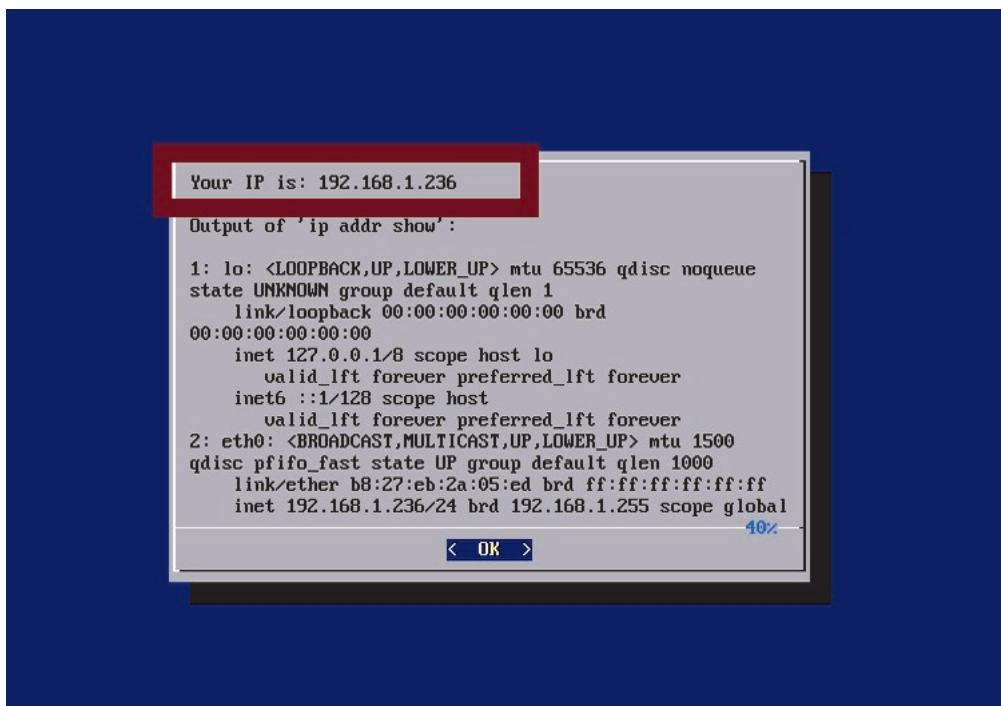 Your IP is: 192.168.1.236
Output of 'ip addr show':
1: lo: <LOOPBACK,UP,LOWER_UP> mtu 65536 qdisc noqueue
state UNKNOWN group default qlen 1
link/loopback 00:00:00:00:00:00 brd
00:00:00:00:00:00
inet 127.0.0.1/8 scope host lo
valid_lft forever preferred_lft forever
inet6 ::1/128 scope host
valid_lft forever preferred_lft forever
2: eth0: <BROADCAST,MULTICAST,UP,LOWER_UP> mtu 1500
qdisc pfifo_fast state UP group default qlen 1000
link/ether b8:27:eb:2a:05:ed brd ff:ff:ff:ff:ff:ff
inet 192.168.1.236/24 brd 192.168.1.255 scope global
40%
< OK >